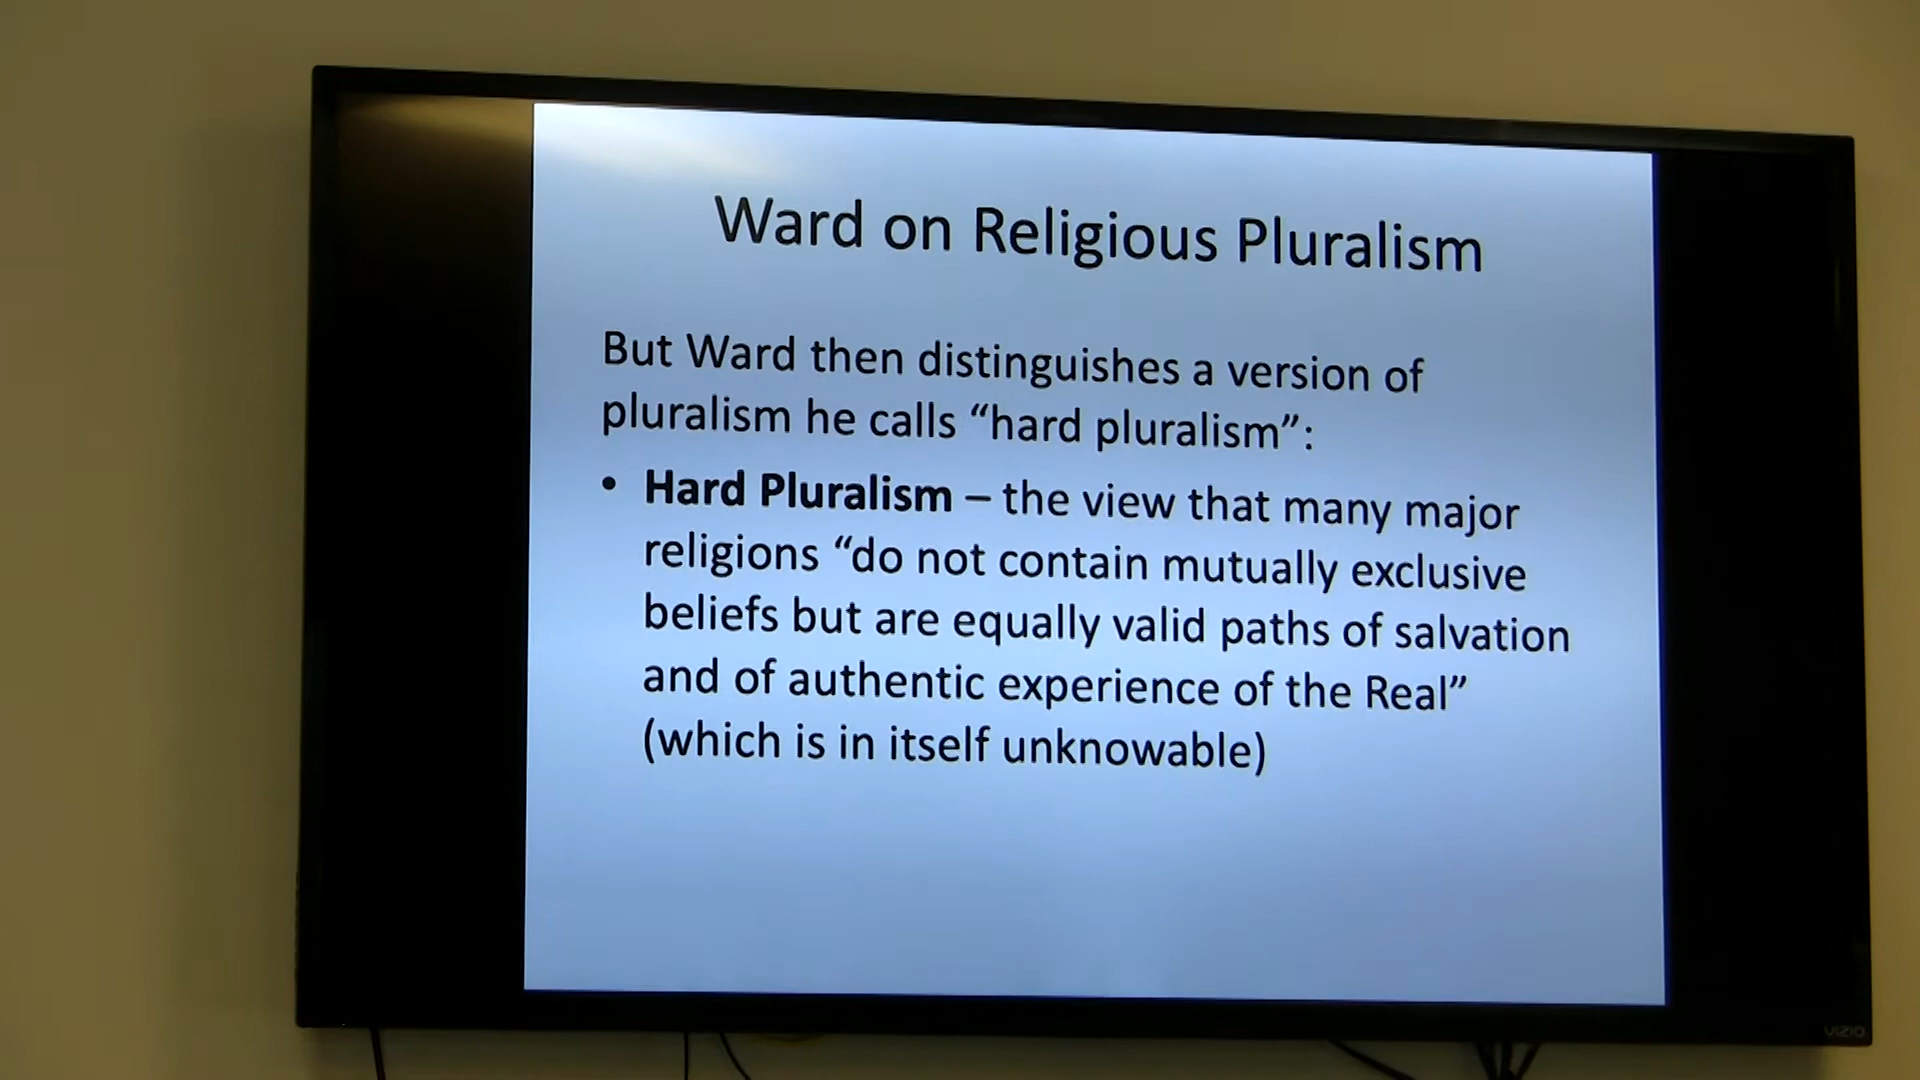 Ward on Religious Pluralism
But Ward then distinguishes a version of
pluralism he calls “hard pluralism”:
• Hard Pluralism – the view that many major
religions “do not contain mutually exclusive
beliefs but are equally valid paths of salvation
and of authentic experience of the Real”
(which is in itself unknowable)
VIZIO